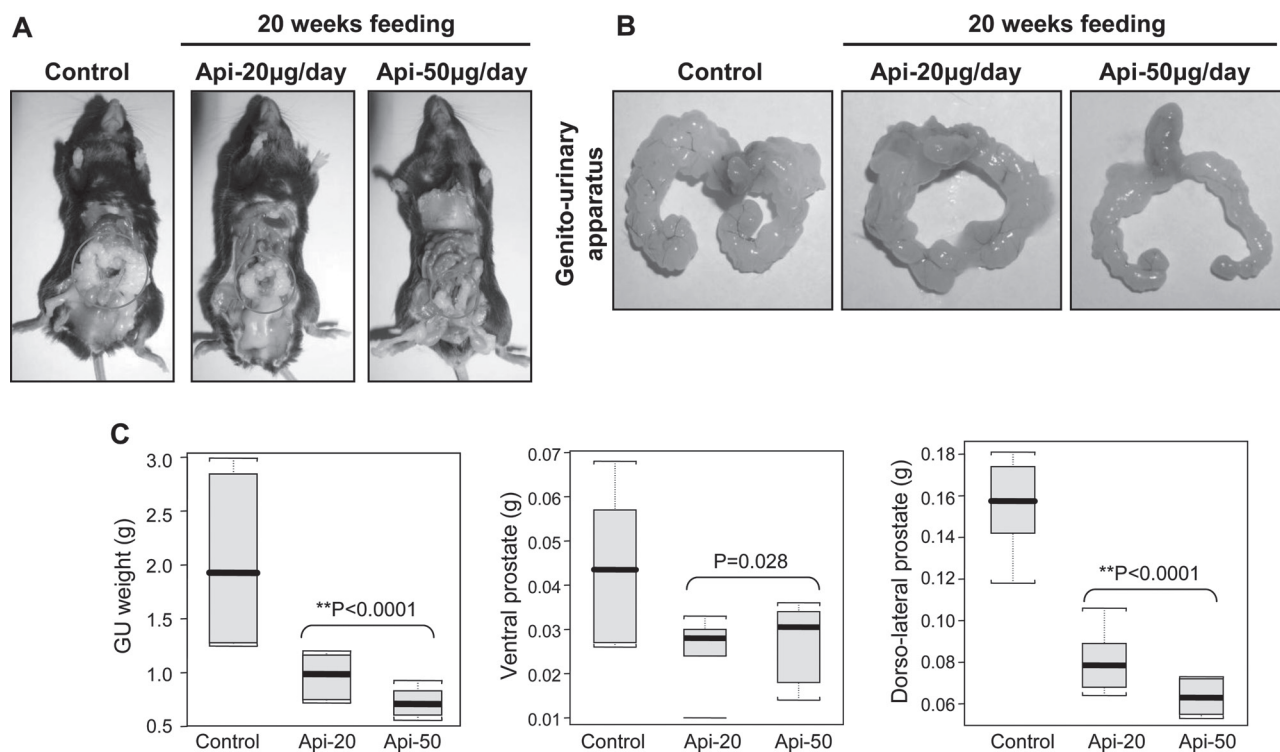 A
20 weeks feeding
Control
Api-20µg/day
Api-50µg/day
B
20 weeks feeding
Control
Api-20µg/day
Api-50µg/day
Genito-urinary
apparatus
C
GU weight (g)
3.0
2.5
2.0
1.5
1.0
0.5
**P<0.0001
Control
Api-20
Api-50
Ventral prostate (g)
0.07
0.06
0.05
0.04
0.03
0.02
0.01
P=0.028
Control
Api-20
Api-50
Dorso-lateral prostate (g)
0.18
0.16
0.14
0.12
0.10
0.08
0.06
**P<0.0001
Control
Api-20
Api-50